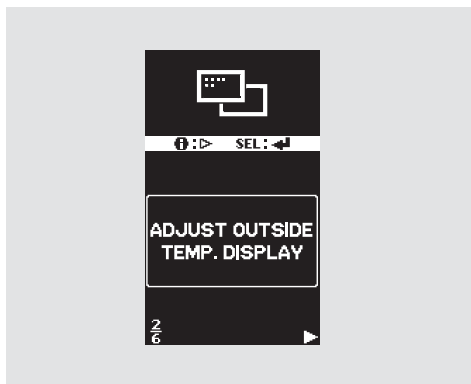 i:▷ SEL:↵
ADJUST OUTSIDE
TEMP. DISPLAY
2/6